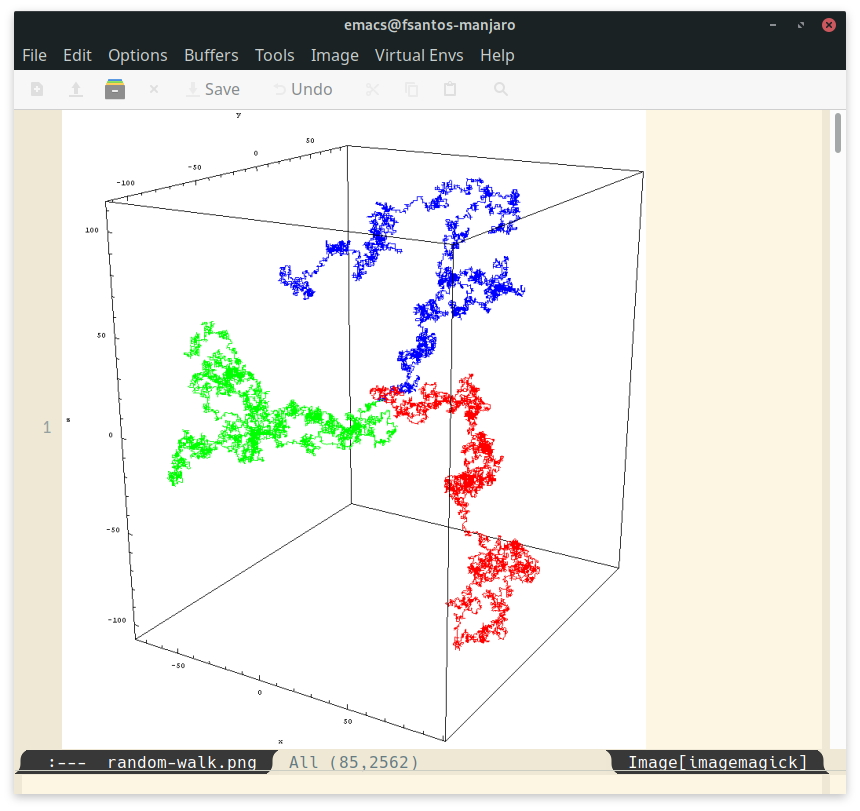 emacs@fsantos-manjaro
File Edit Options Buffers Tools Image Virtual Envs Help
Save Undo
y
50
0
-50
-100
100
50
1
0
-50
-100
-50
0
50
x
:--- random-walk.png All (85,2562) Image[imagemagick]